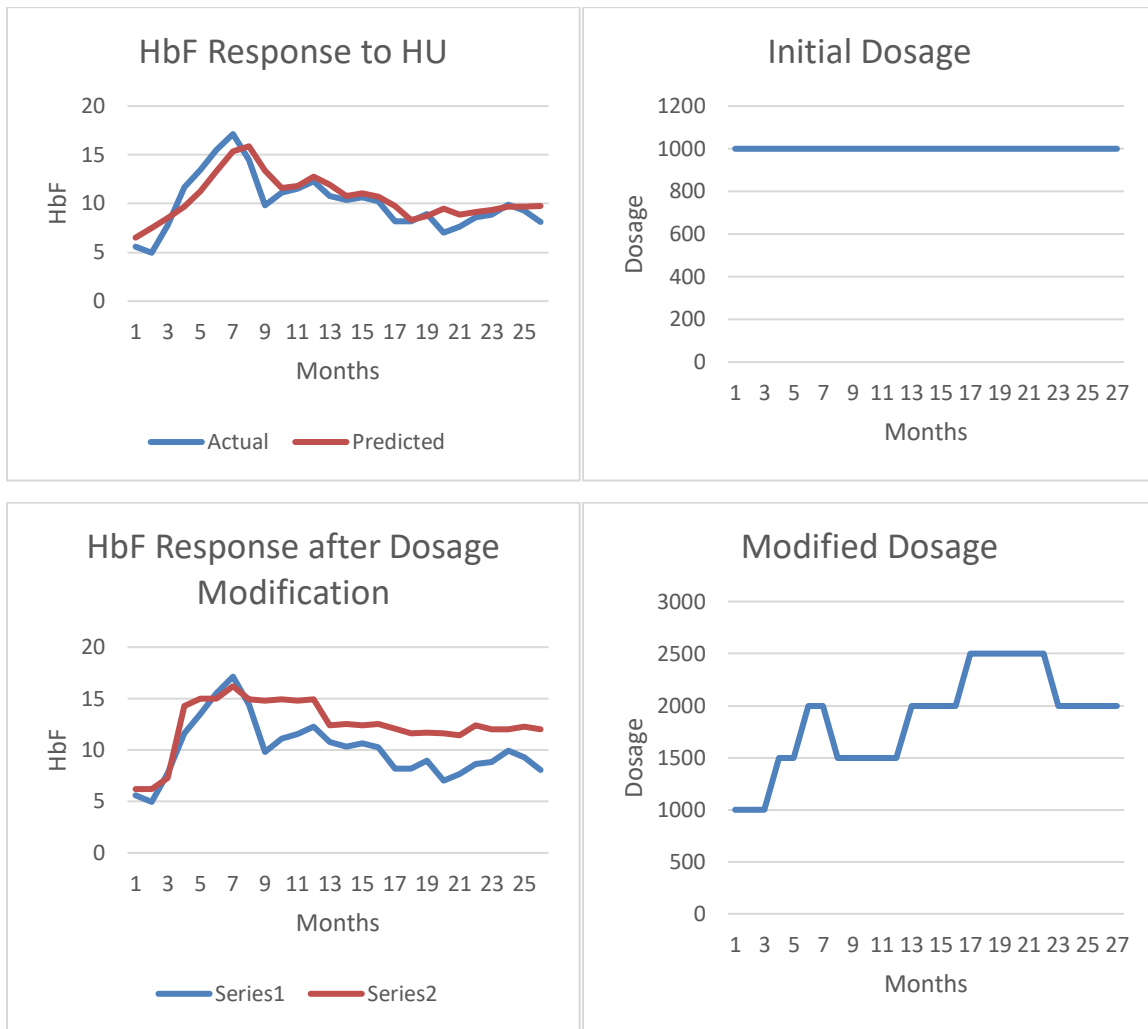 HbF Response to HU
20
15
10
5
0
HbF
1 3 5 7 9 11 13 15 17 19 21 23 25
Months
Actual Predicted
Initial Dosage
1200
1000
800
600
400
200
0
Dosage
1 3 5 7 9 11 13 15 17 19 21 23 25 27
Months
HbF Response after Dosage
Modification
20
15
10
5
0
HbF
1 3 5 7 9 11 13 15 17 19 21 23 25
Months
Series1 Series2
Modified Dosage
3000
2500
2000
1500
1000
500
0
Dosage
1 3 5 7 9 11 13 15 17 19 21 23 25 27
Months